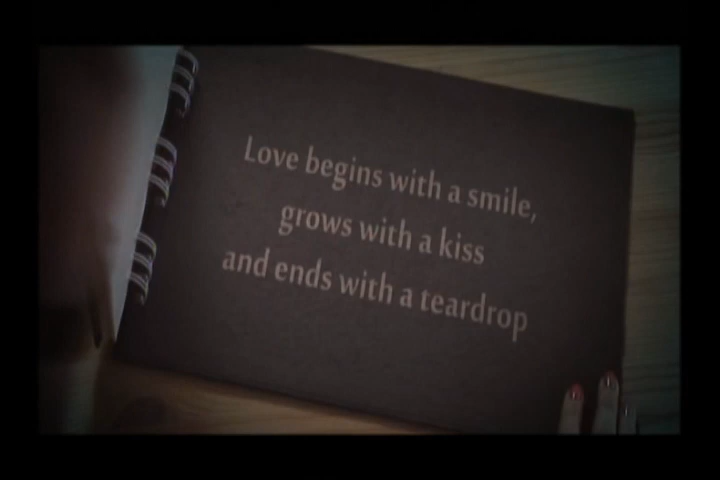 Love begins with a smile,
grows with a kiss
and ends with a teardrop